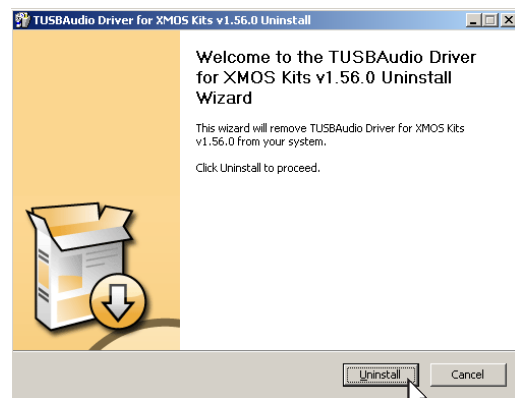 TUSBAudio Driver for XMOS Kits v1.56.0 Uninstall
Welcome to the TUSBAudio Driver
for XMOS Kits v1.56.0 Uninstall
Wizard
This wizard will remove TUSBAudio Driver for XMOS Kits
v1.56.0 from your system.
Click Uninstall to proceed.
Uninstall
Cancel